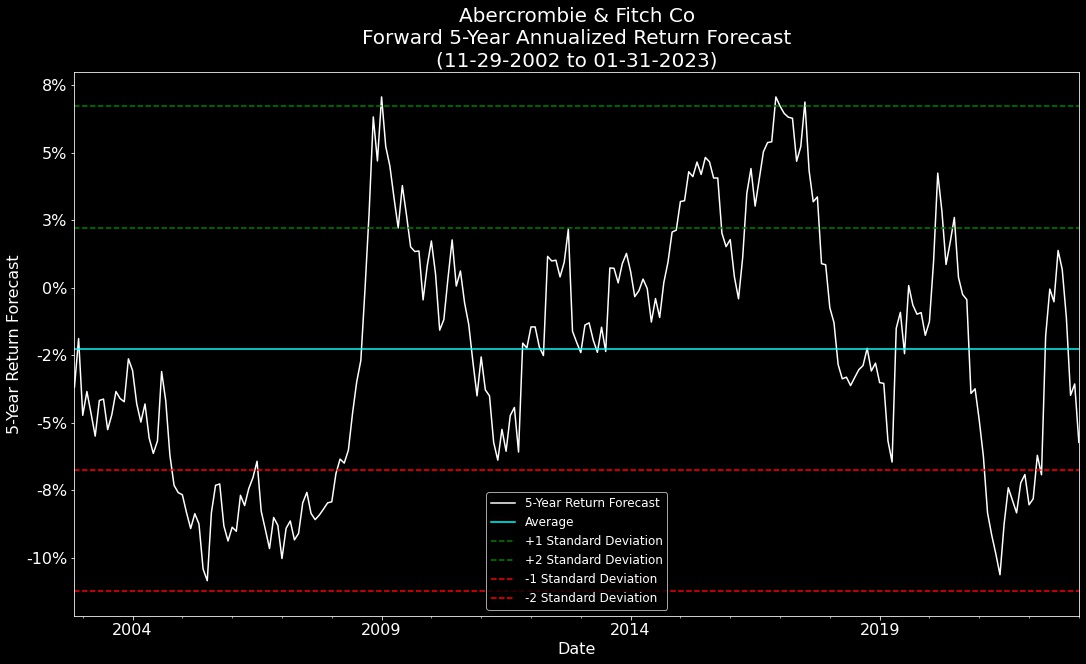 Abercrombie & Fitch Co
Forward 5-Year Annualized Return Forecast
(11-29-2002 to 01-31-2023)
8%
5%
3%
0%
-2%
-5%
-8%
-10%
5-Year Return Forecast
5-Year Return Forecast
Average
+1 Standard Deviation
+2 Standard Deviation
-1 Standard Deviation
-2 Standard Deviation
2004
2009
2014
2019
Date